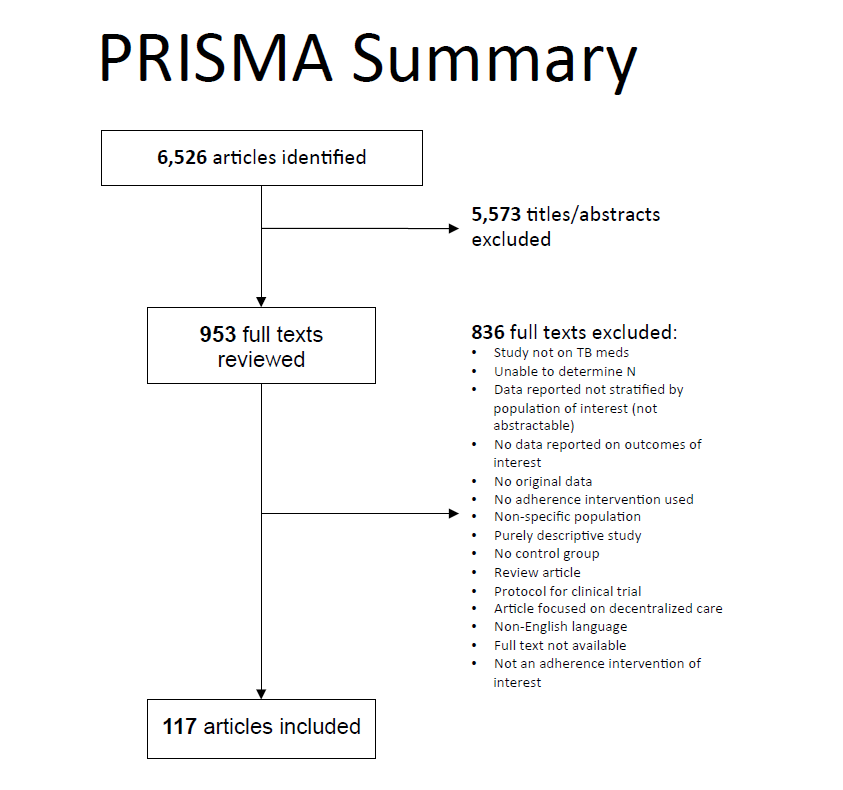 PRISMA Summary
6,526 articles identified
5,573 titles/abstracts
excluded
953 full texts
reviewed
836 full texts excluded:
• Study not on TB meds
• Unable to determine N
• Data reported not stratified by
population of interest (not
abstractable)
• No data reported on outcomes of
interest
• No original data
• No adherence intervention used
• Non-specific population
• Purely descriptive study
• No control group
• Review article
• Protocol for clinical trial
• Article focused on decentralized care
• Non-English language
• Full text not available
• Not an adherence intervention of
interest
117 articles included